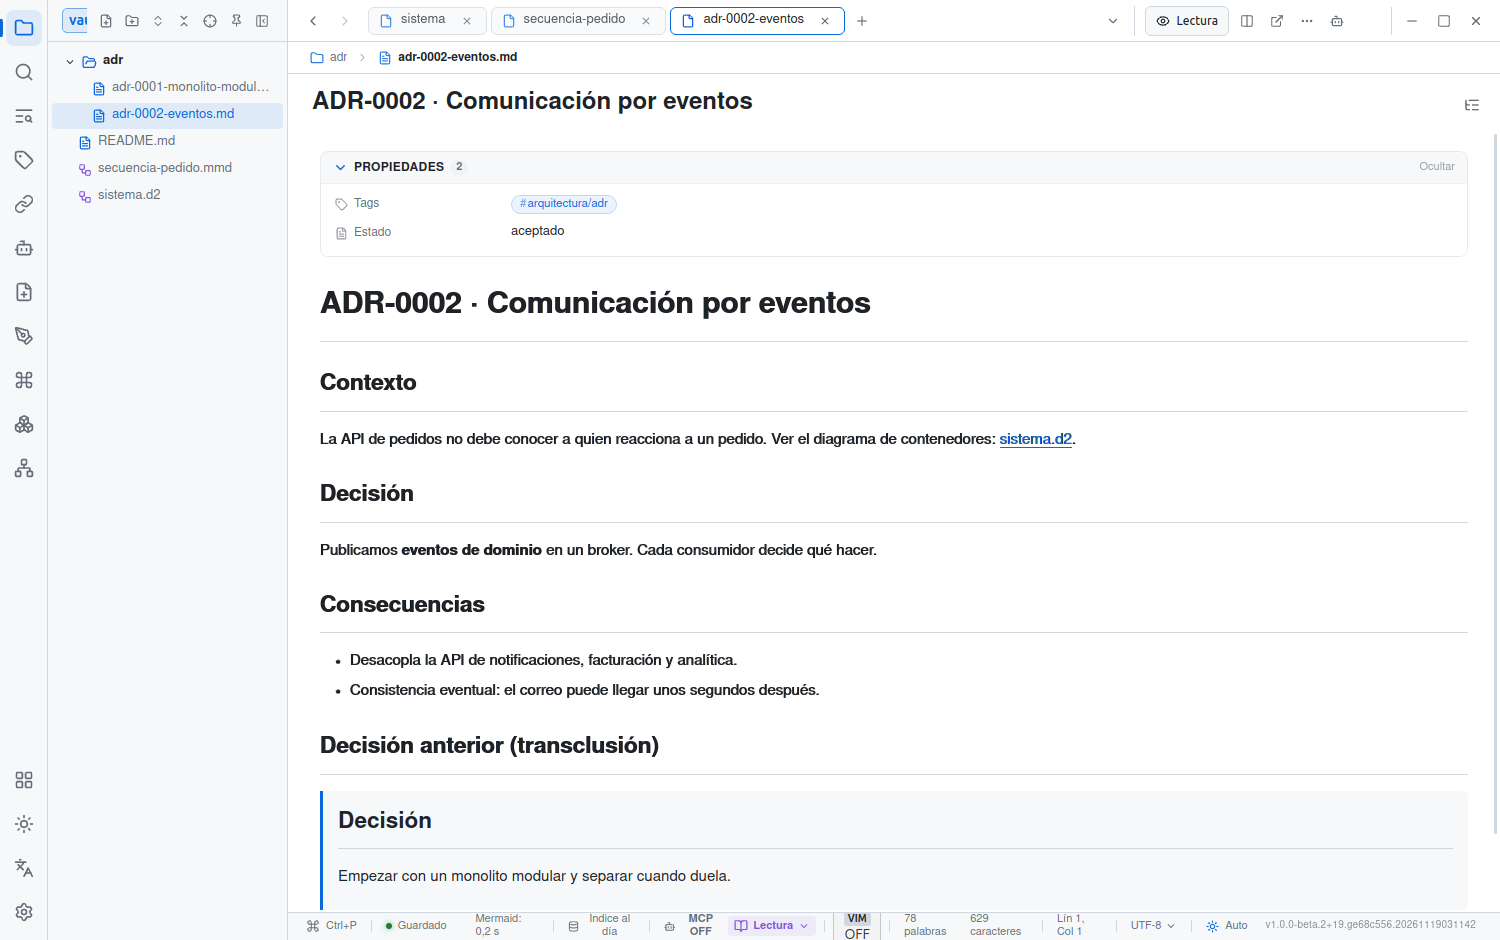 sistema
secuencia-pedido
adr-0002-eventos
Lectura
adr
adr-0001-monolito-modul...
adr-0002-eventos.md
README.md
secuencia-pedido.mmd
sistema.d2
adr
adr-0002-eventos.md
ADR-0002 · Comunicación por eventos
PROPIEDADES 2
Ocultar
Tags
#arquitectura/adr
Estado
aceptado
ADR-0002 · Comunicación por eventos
Contexto
La API de pedidos no debe conocer a quien reacciona a un pedido. Ver el diagrama de contenedores: sistema.d2.
Decisión
Publicamos eventos de dominio en un broker. Cada consumidor decide qué hacer.
Consecuencias
• Desacopla la API de notificaciones, facturación y analítica.
• Consistencia eventual: el correo puede llegar unos segundos después.
Decisión anterior (transclusión)
Decisión
Empezar con un monolito modular y separar cuando duela.
Ctrl+P
Guardado
Mermaid:
0,2 s
Indice al
día
MCP
OFF
Lectura
VIM
OFF
78
palabras
629
caracteres
Lín 1,
Col 1
UTF-8
Auto
v1.0.0-beta.2+19.ge68c556.20261119031142